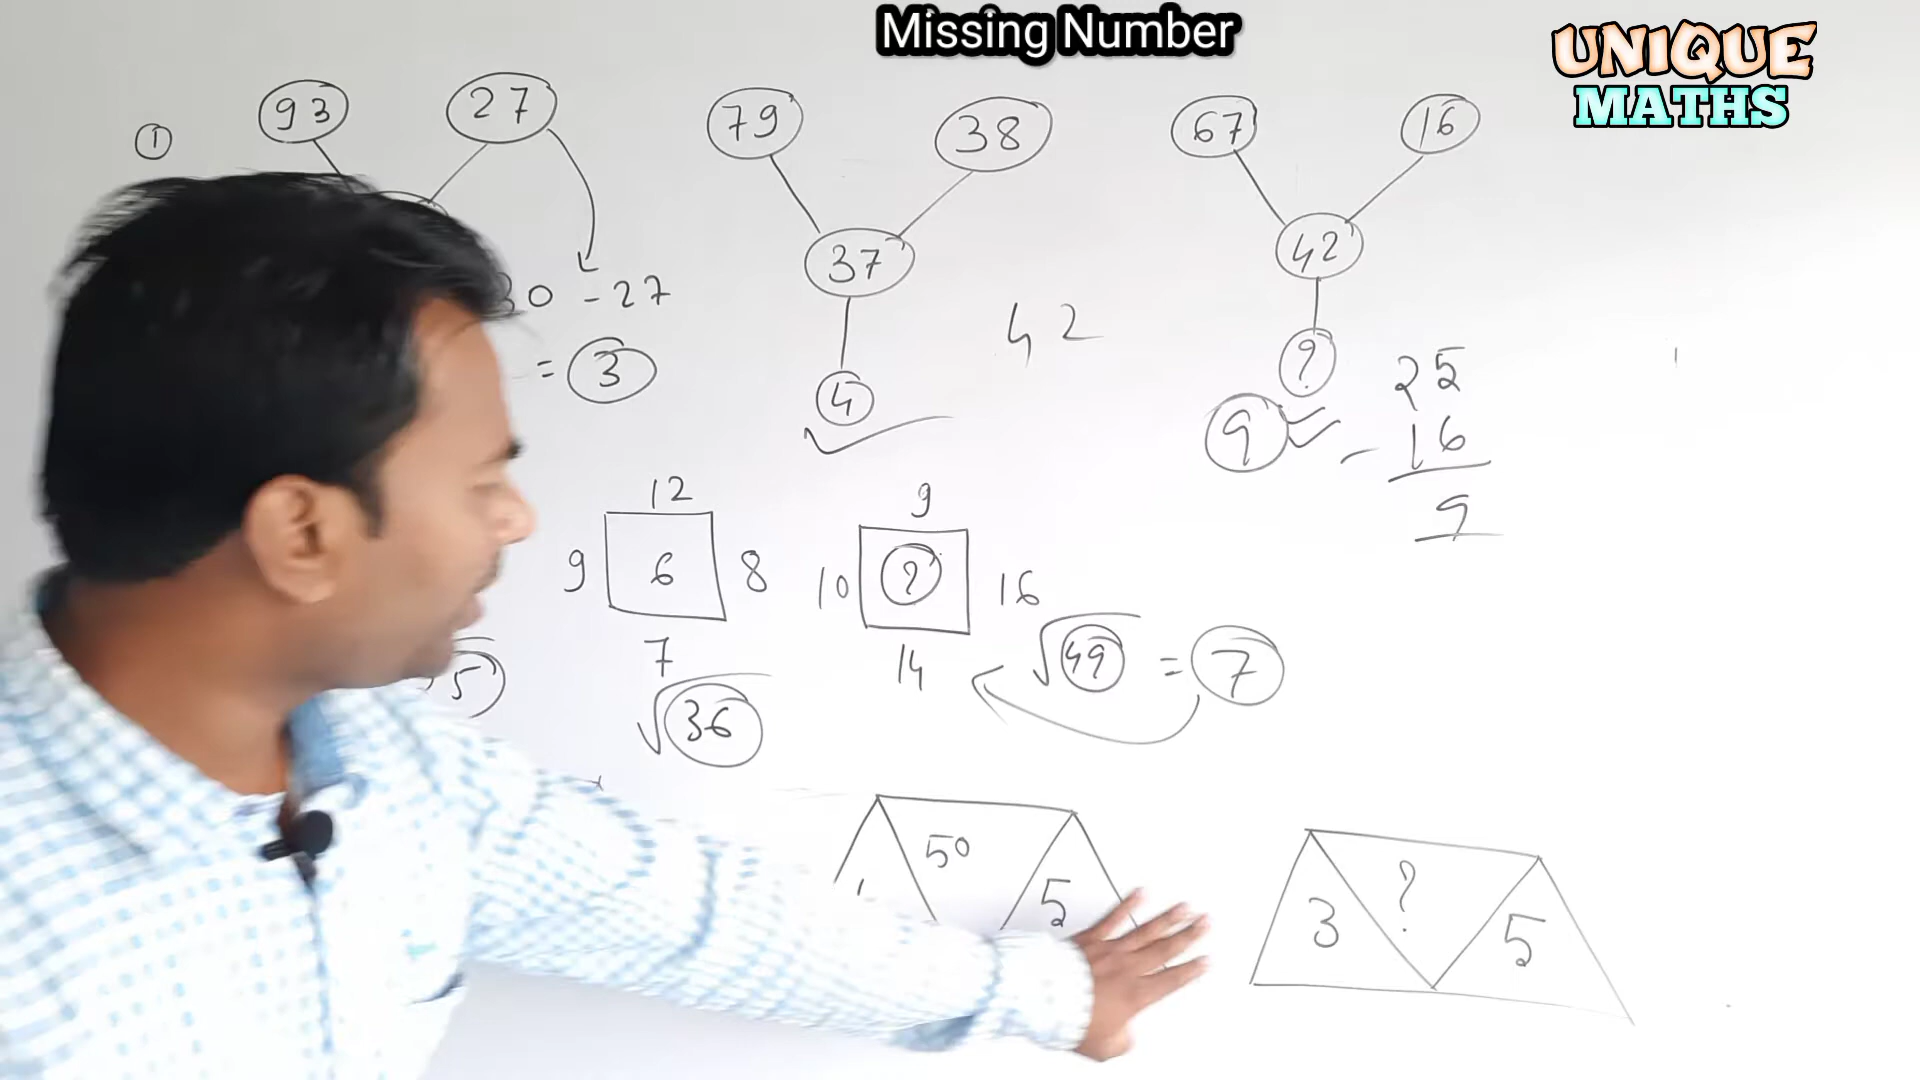 Missing Number
UNIQUE
MATHS
1
93 27 79 38 67 16
37 42
30 - 27
= 3
4
42
?
9
25
- 16
9
12
9 6 8
7
√36
9
10 ? 16
14
√49 = 7
5
50 5
3 ? 5